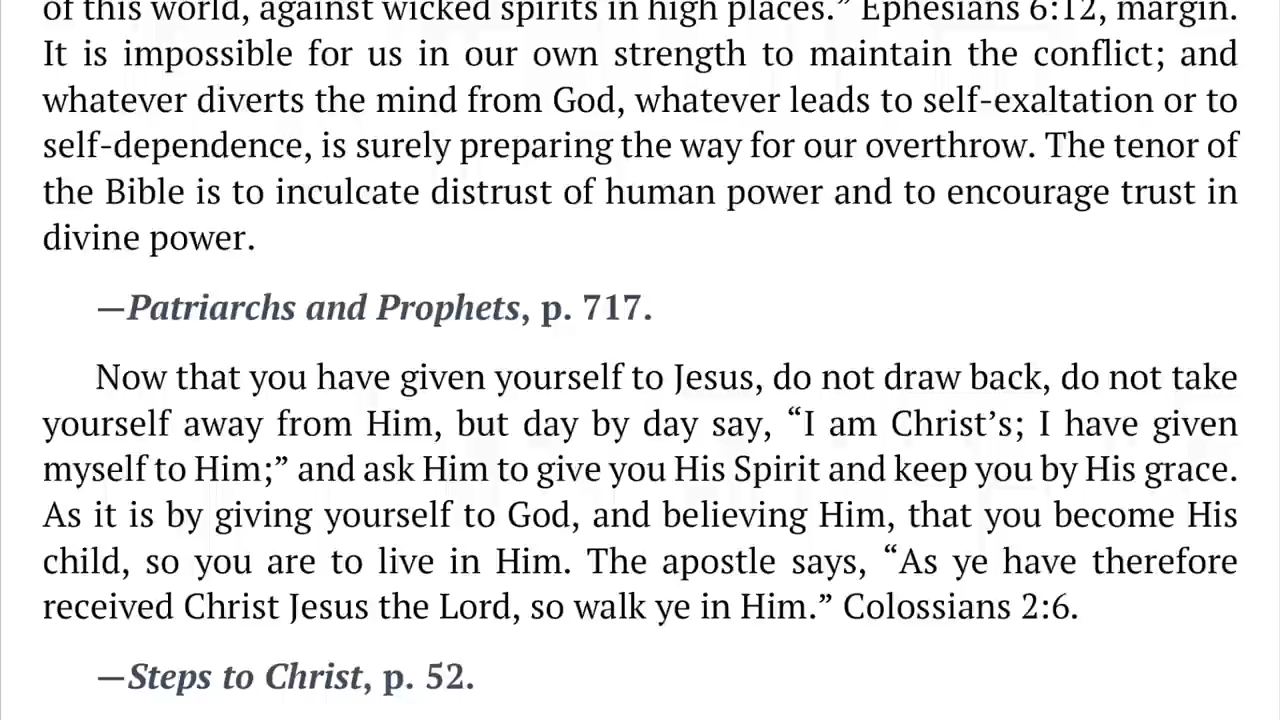 of this world, against wicked spirits in high places.” Ephesians 6:12, margin.
It is impossible for us in our own strength to maintain the conflict; and
whatever diverts the mind from God, whatever leads to self-exaltation or to
self-dependence, is surely preparing the way for our overthrow. The tenor of
the Bible is to inculcate distrust of human power and to encourage trust in
divine power.
—Patriarchs and Prophets, p. 717.
Now that you have given yourself to Jesus, do not draw back, do not take
yourself away from Him, but day by day say, “I am Christ’s; I have given
myself to Him;” and ask Him to give you His Spirit and keep you by His grace.
As it is by giving yourself to God, and believing Him, that you become His
child, so you are to live in Him. The apostle says, “As ye have therefore
received Christ Jesus the Lord, so walk ye in Him.” Colossians 2:6.
—Steps to Christ, p. 52.